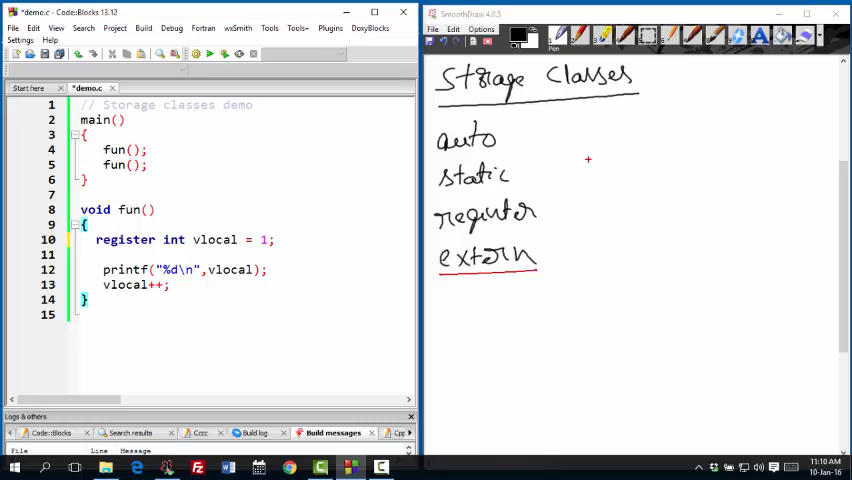 *demo.c - Code::Blocks 13.12
File Edit View Search Project Build Debug Fortran wxSmith Tools Tools+ Plugins DoxyBlocks
Settings Help
Start here *demo.c
1 // Storage classes demo
2 main()
3 {
4 fun();
5 fun();
6 }
7
8 void fun()
9 {
10 register int vlocal = 1;
11
12 printf("%d\n",vlocal);
13 vlocal++;
14 }
15
Logs & others
Code::Blocks Search results Cccc Build log Build messages
File Line Message
SmoothDraw 4.0.5
File Edit Options
Storage Classes
auto
static
register
extern
11:10 AM
10-Jan-16